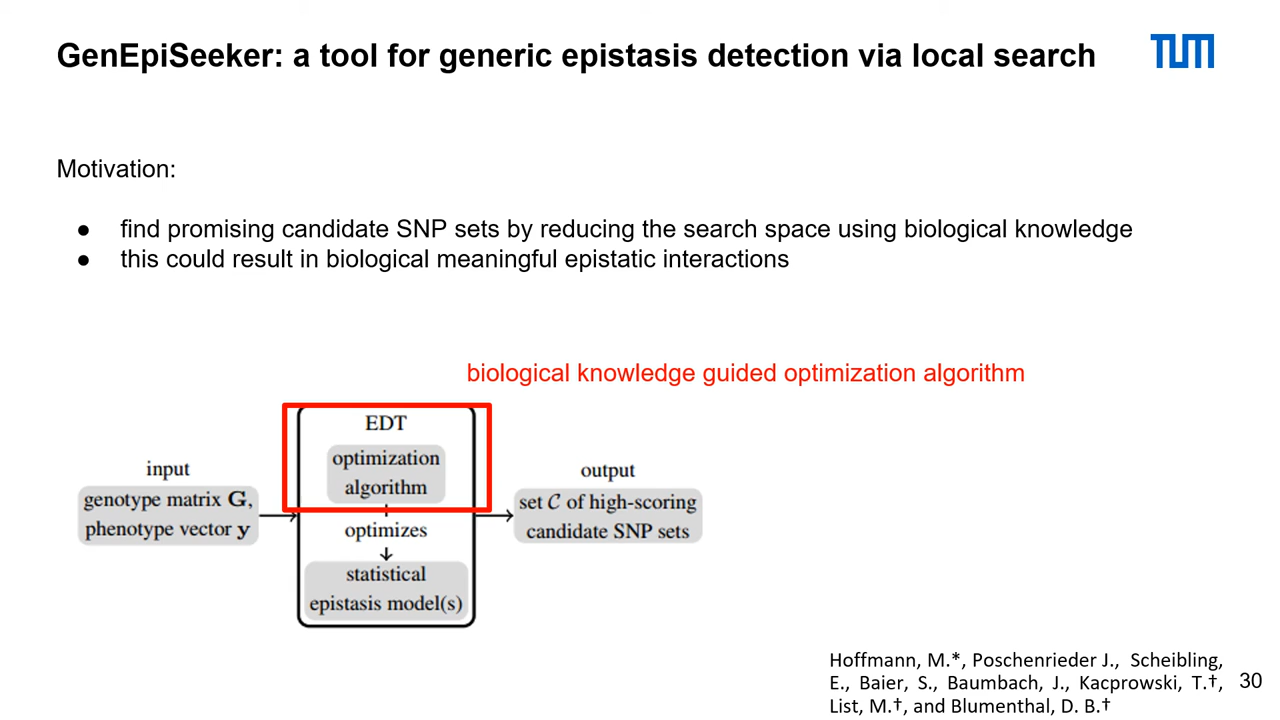 GenEpiSeeker: a tool for generic epistasis detection via local search
TUM
Motivation:
● find promising candidate SNP sets by reducing the search space using biological knowledge
● this could result in biological meaningful epistatic interactions
biological knowledge guided optimization algorithm
EDT
optimization
algorithm
optimizes
statistical
epistasis model(s)
input
genotype matrix G,
phenotype vector y
output
set C of high-scoring
candidate SNP sets
Hoffmann, M.*, Poschenrieder J., Scheibling,
E., Baier, S., Baumbach, J., Kacprowski, T.†,
List, M.†, and Blumenthal, D. B.†
30